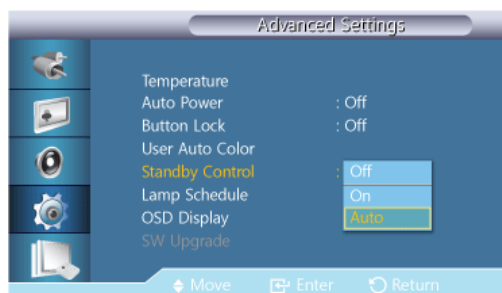 Advanced Settings
Temperature
Auto Power : Off
Button Lock : Off
User Auto Color
Standby Control : Off
On
Lamp Schedule
Auto
OSD Display
SW Upgrade
Move Enter Return